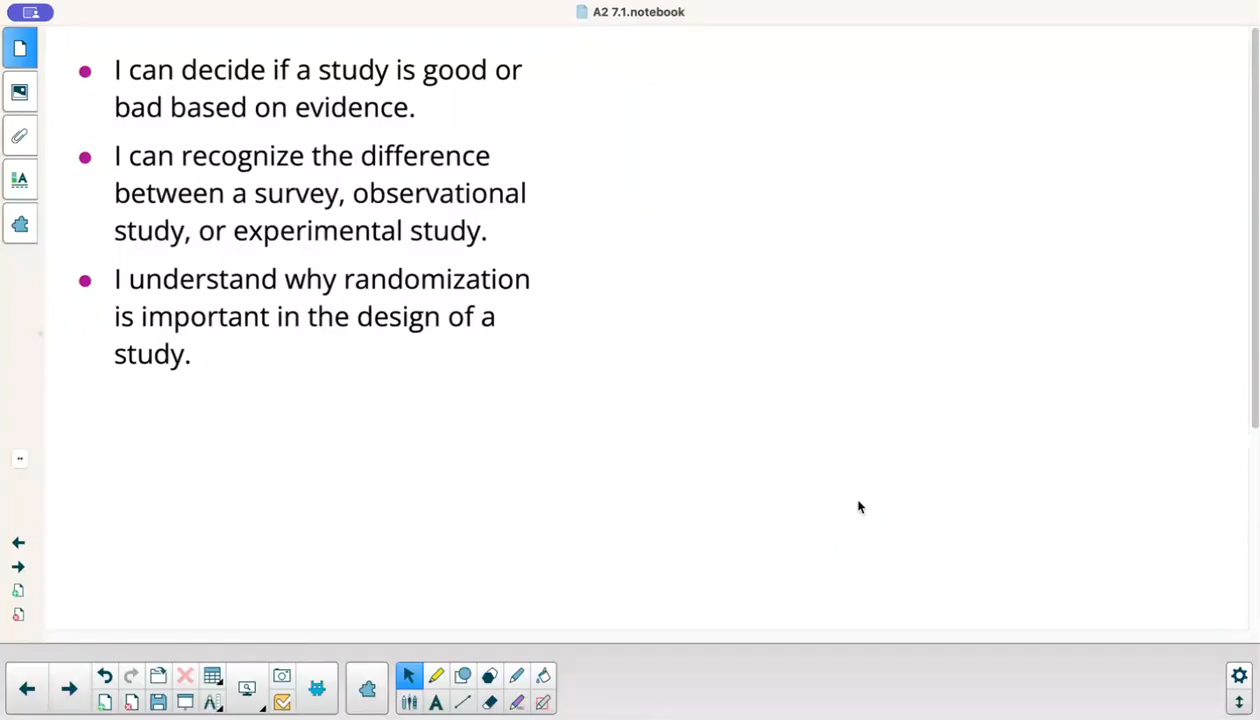 A2 7.1.notebook
I can decide if a study is good or
bad based on evidence.
I can recognize the difference
between a survey, observational
study, or experimental study.
I understand why randomization
is important in the design of a
study.